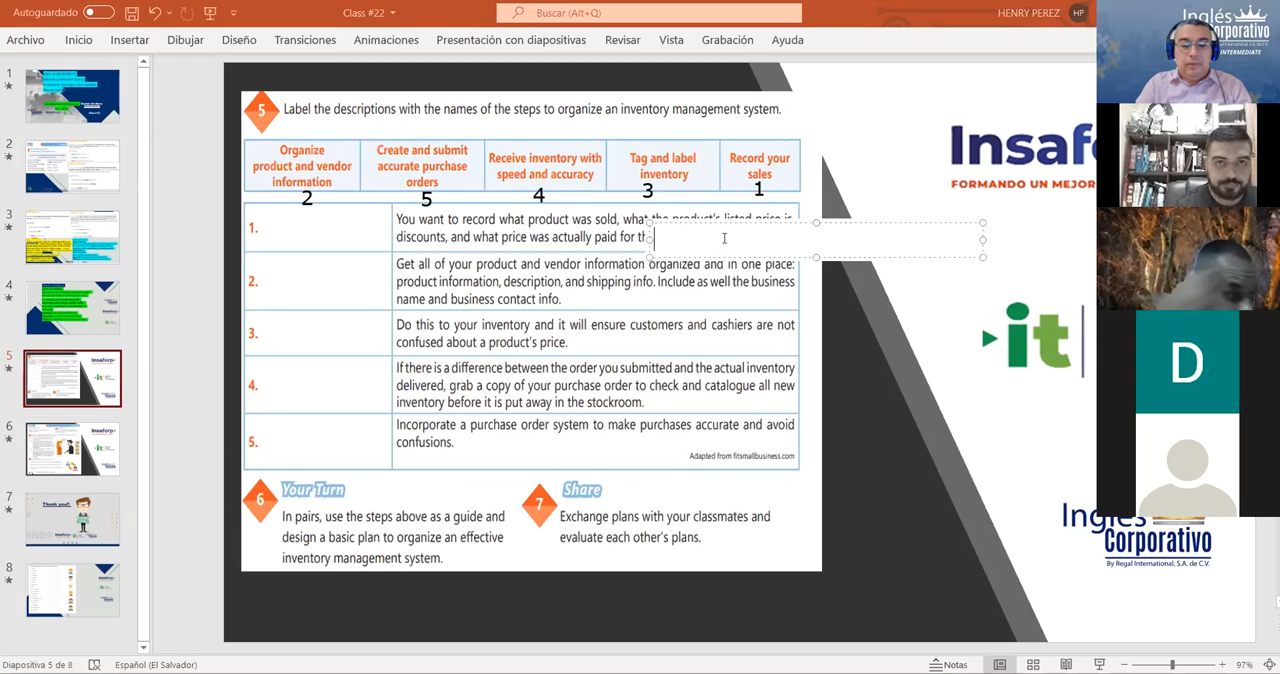 Autoguardado
Class #22
Buscar (Alt+Q)
HENRY PEREZ
HP
Archivo Inicio Insertar Dibujar Diseño Transiciones Animaciones diapositivas Revisar Vista Grabación Ayuda
Inglés
Corporativo
INTERMEDIATE
1
2
3
4
5
6
7
8
5
Label the descriptions with the names of the steps to organize an inventory management system.
Organize product and vendor information
Create and submit accurate purchase orders
Receive inventory with speed and accuracy
Tag and label inventory
Record your sales
2 5 4 3 1
1.
You want to record what product was sold, what the product's listed price is
discounts, and what price was actually paid for
2.
Get all of your product and vendor information organized and in one place:
product information, description, and shipping info. Include as well the business
name and business contact info.
3.
Do this to your inventory and it will ensure customers and cashiers are not
confused about a product's price.
4.
If there is a difference between the order you submitted and the actual inventory
delivered, grab a copy of your purchase order to check and catalogue all new
inventory before it is put away in the stockroom.
5.
Incorporate a purchase order system to make purchases accurate and avoid
confusions.
Adapted from fitsmallbusiness.com
6
Your Turn
In pairs, use the steps above as a guide and
design a basic plan to organize an effective
inventory management system.
7
Share
Exchange plans with your classmates and
evaluate each other's plans.
Insafo
FORMANDO UN MEJOR
it
D
Inglés
Corporativo
By Regal International, S.A. de C.V.
Diapositiva 5 de 8
Español (El Salvador)
Notas
97%